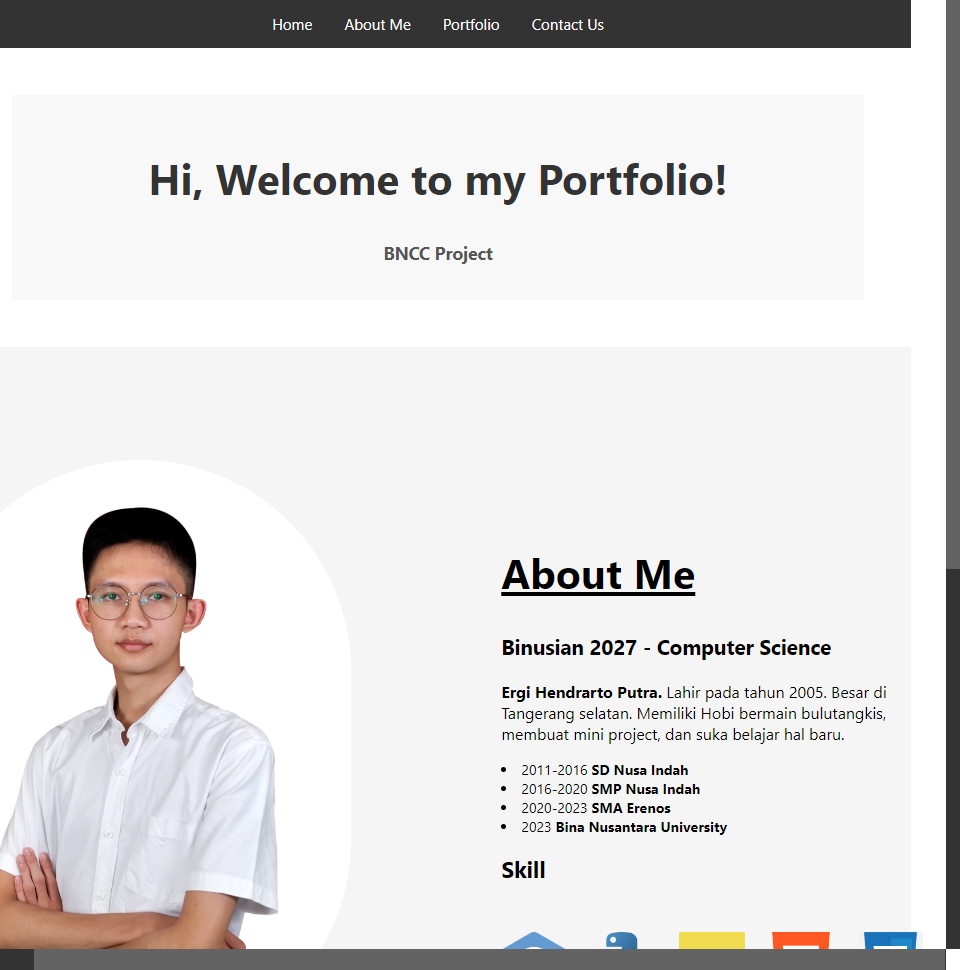 Home About Me Portfolio Contact Us
Hi, Welcome to my Portfolio!
BNCC Project
About Me
Binusian 2027 - Computer Science
Ergi Hendrarto Putra. Lahir pada tahun 2005. Besar di
Tangerang selatan. Memiliki Hobi bermain bulutangkis,
membuat mini project, dan suka belajar hal baru.
• 2011-2016 SD Nusa Indah
• 2016-2020 SMP Nusa Indah
• 2020-2023 SMA Erenos
• 2023 Bina Nusantara University
Skill